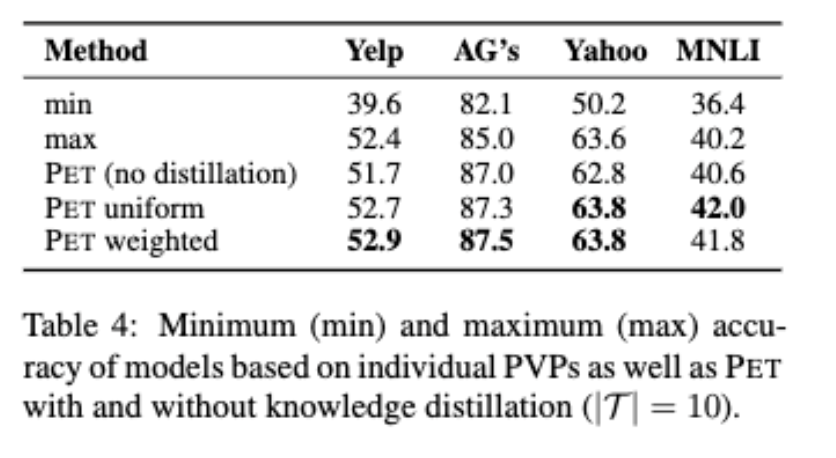 Method Yelp AG's Yahoo MNLI
min 39.6 82.1 50.2 36.4
max 52.4 85.0 63.6 40.2
PET (no distillation) 51.7 87.0 62.8 40.6
PET uniform 52.7 87.3 63.8 42.0
PET weighted 52.9 87.5 63.8 41.8
Table 4: Minimum (min) and maximum (max) accu-
racy of models based on individual PVPs as well as PET
with and without knowledge distillation (|𝒯| = 10).